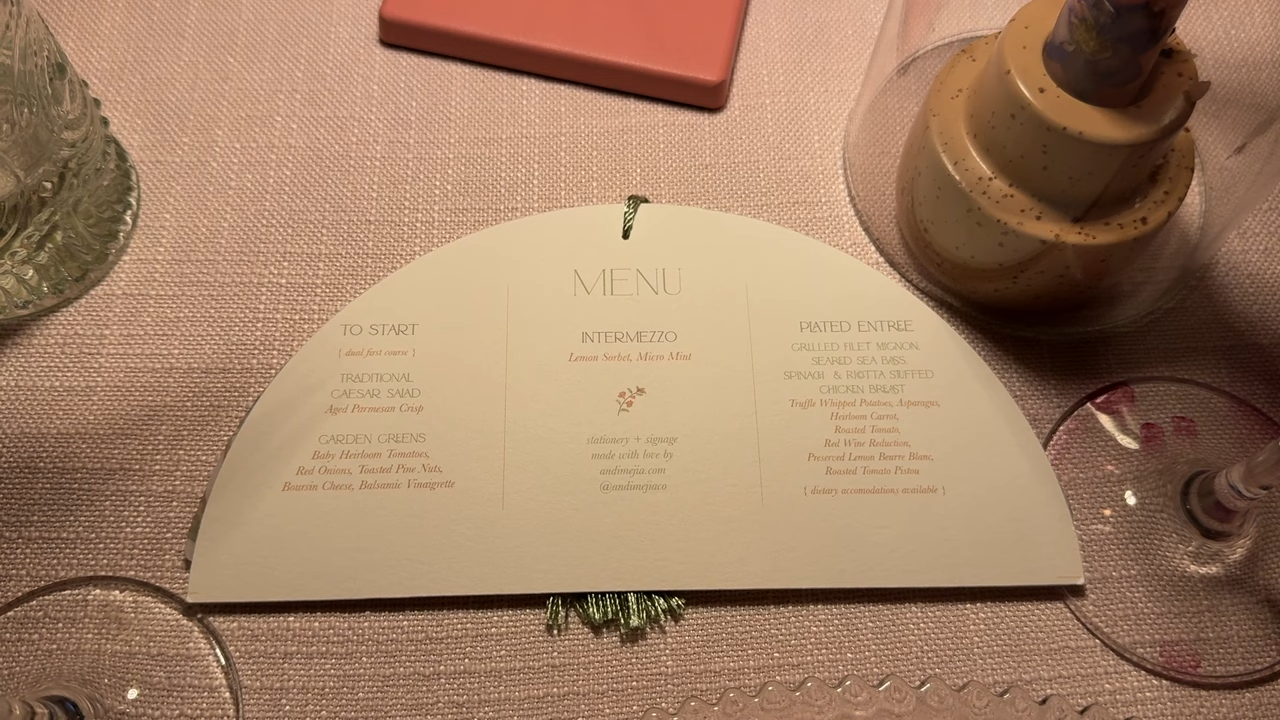 MENU
TO START
{ dual first course }
TRADITIONAL
CAESAR SALAD
Aged Parmesan Crisp
GARDEN GREENS
Baby Heirloom Tomatoes,
Red Onions, Toasted Pine Nuts,
Boursin Cheese, Balsamic Vinaigrette
INTERMEZZO
Lemon Sorbet, Micro Mint
stationery + signage
made with love by
andimejia.com
@andimejiaco
PLATED ENTREE
GRILLED FILET MIGNON,
SEARED SEA BASS,
SPINACH & RICOTTA STUFFED
CHICKEN BREAST
Truffle Whipped Potatoes, Asparagus,
Heirloom Carrot,
Roasted Tomato,
Red Wine Reduction,
Preserved Lemon Beurre Blanc,
Roasted Tomato Pistou
{ dietary accomodations available }